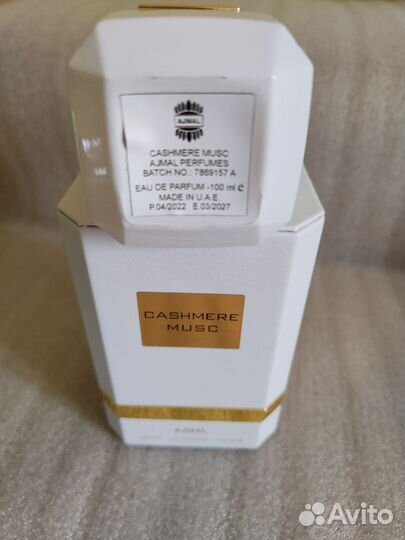 AJMAL
CASHMERE MUSC
AJMAL PERFUMES
BATCH NO.: 7869157 A
EAU DE PARFUM -100 ml e
MADE IN U.A.E.
P.04/2022 E.03/2027
CASHMERE
MUSC
AJMAL
Avito